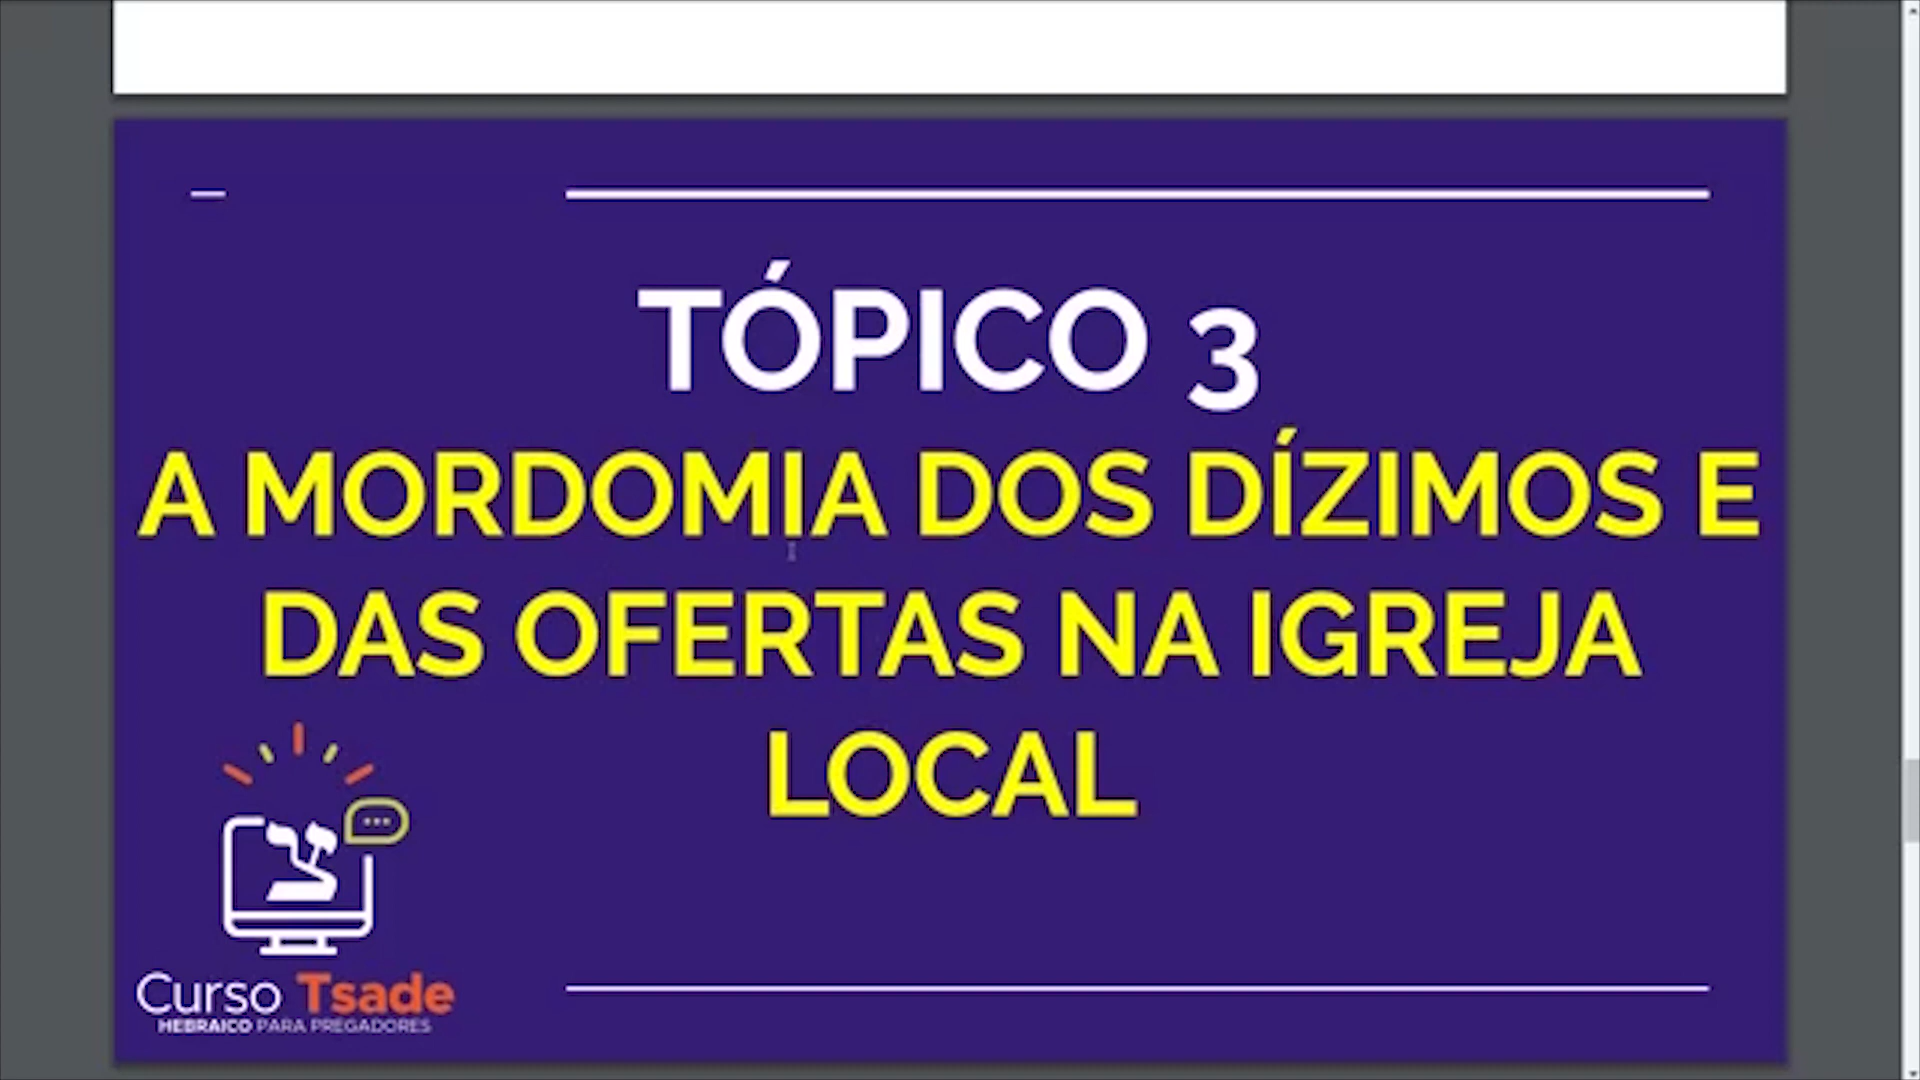 TÓPICO 3
A MORDOMIA DOS DÍZIMOS E
DAS OFERTAS NA IGREJA
LOCAL
צ
Curso Tsade
HEBRAICO PARA PREGADORES